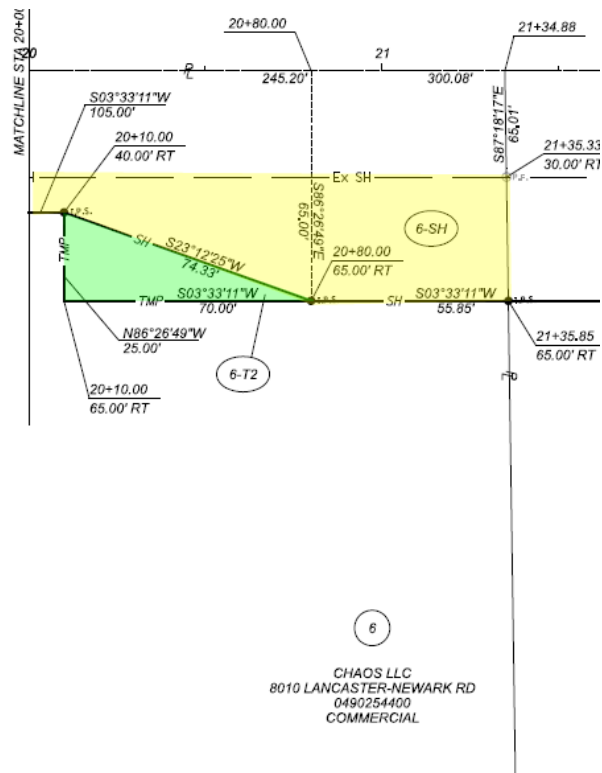 20+80.00
21+34.88
20
21
MATCHLINE STA 20+0
245.20'
300.08'
S03°33'11"W
105.00'
S87°18'17"E
65.01'
20+10.00
40.00' RT
21+35.33
30.00' RT
Ex SH
I.P.F.
I.P.S.
S86°26'49"E
65.00'
6-SH
TMP
SH
S23°12'25"W
74.33'
20+80.00
65.00' RT
TMP
S03°33'11"W
70.00'
I.P.S.
SH
S03°33'11"W
55.85'
I.P.S.
N86°26'49"W
25.00'
21+35.85
65.00' RT
6-T2
20+10.00
65.00' RT
6
CHAOS LLC
8010 LANCASTER-NEWARK RD
0490254400
COMMERCIAL